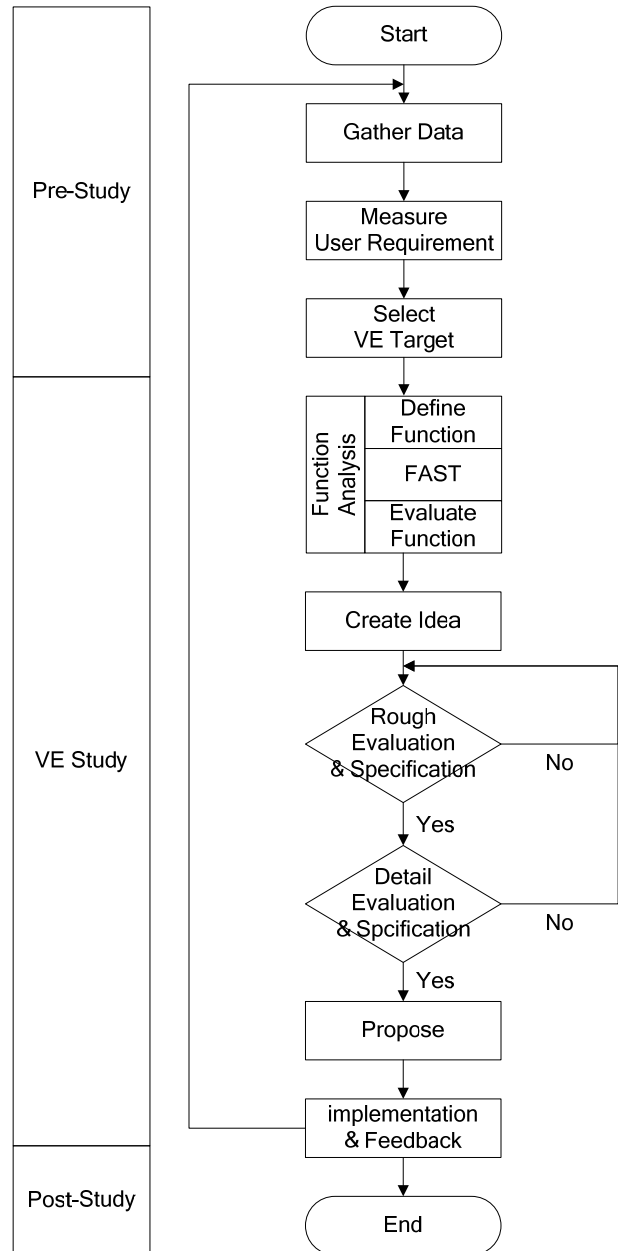 Start
Gather Data
Pre-Study
Measure
User Requirement
Select
VE Target
Function
Analysis
Define
Function
FAST
Evaluate
Function
Create Idea
VE Study
Rough
Evaluation
& Specification
No
Yes
Detail
Evaluation
& Spcification
No
Yes
Propose
implementation
& Feedback
Post-Study
End